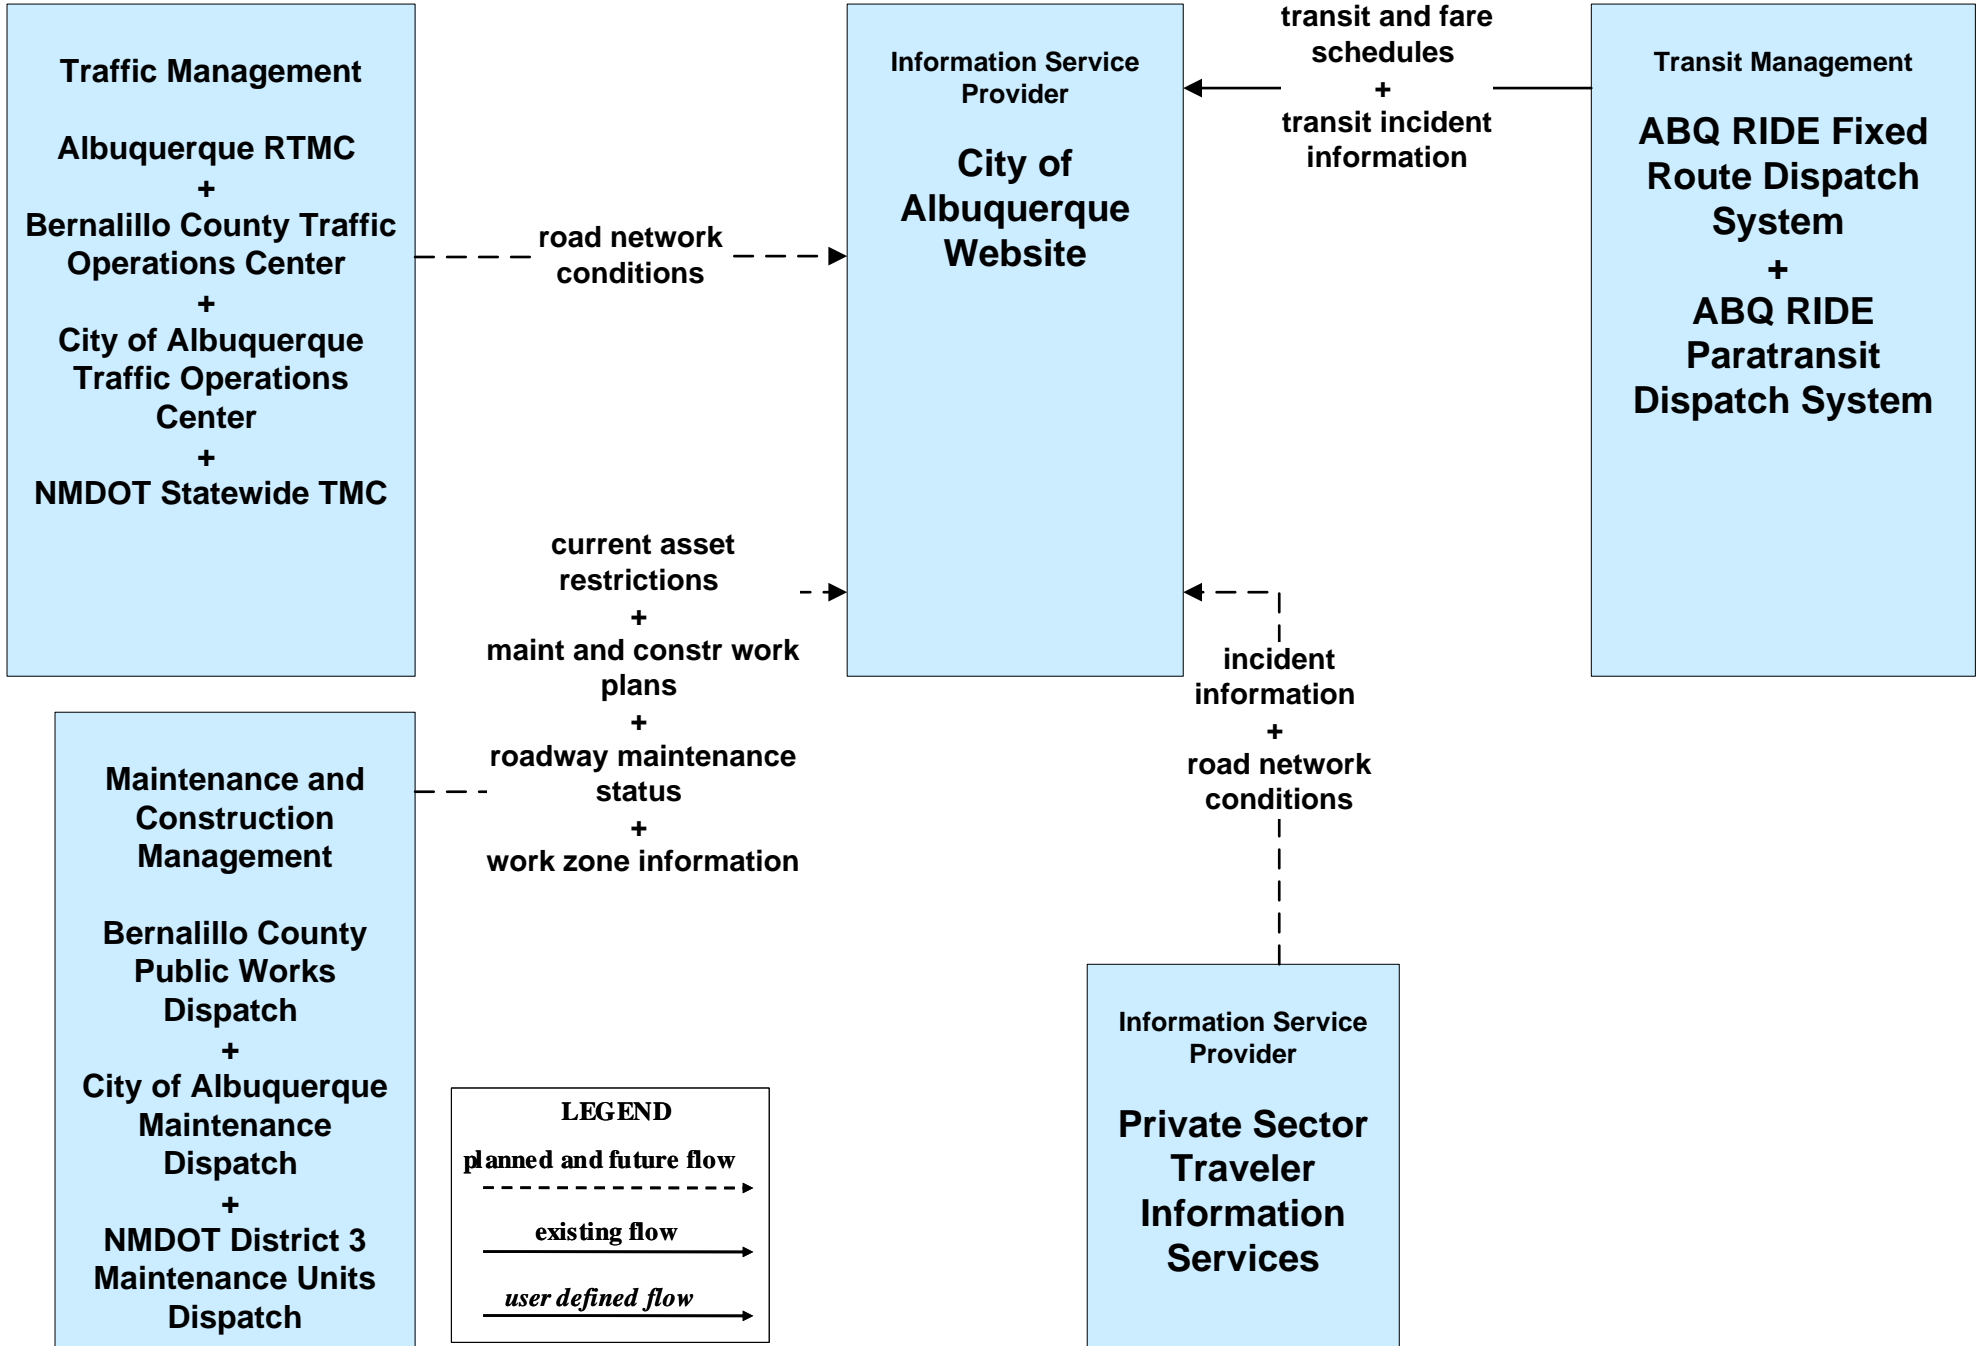 Traffic Management
Albuquerque RTMC
+
Bernalillo County Traffic
Operations Center
+
City of Albuquerque
Traffic Operations
Center
+
NMDOT Statewide TMC
road network
conditions
Information Service
Provider
City of
Albuquerque
Website
transit and fare
schedules
+
transit incident
information
Transit Management
ABQ RIDE Fixed
Route Dispatch
System
+
ABQ RIDE
Paratransit
Dispatch System
current asset
restrictions
+
maint and constr work
plans
+
roadway maintenance
status
+
work zone information
incident
information
+
road network
conditions
Maintenance and
Construction
Management
Bernalillo County
Public Works
Dispatch
+
City of Albuquerque
Maintenance
Dispatch
+
NMDOT District 3
Maintenance Units
Dispatch
LEGEND
planned and future flow
existing flow
user defined flow
Information Service
Provider
Private Sector
Traveler
Information
Services